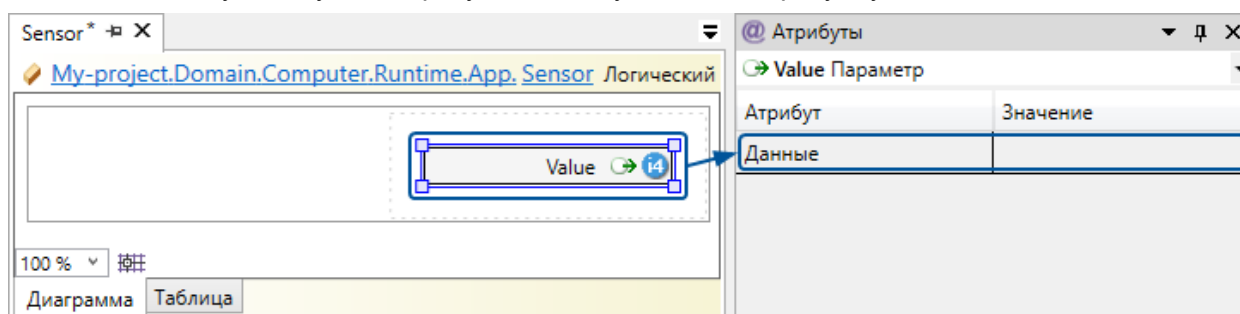 Sensor*
My-project.Domain.Computer.Runtime.App. Sensor Логический
Value i4
100 %
Диаграмма Таблица
@ Атрибуты
Value Параметр
Атрибут Значение
Данные